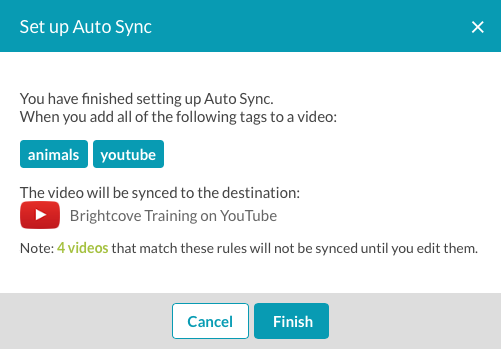 Set up Auto Sync
You have finished setting up Auto Sync.
When you add all of the following tags to a video:
animals youtube
The video will be synced to the destination:
Brightcove Training on YouTube
Note: 4 videos that match these rules will not be synced until you edit them.
Cancel Finish